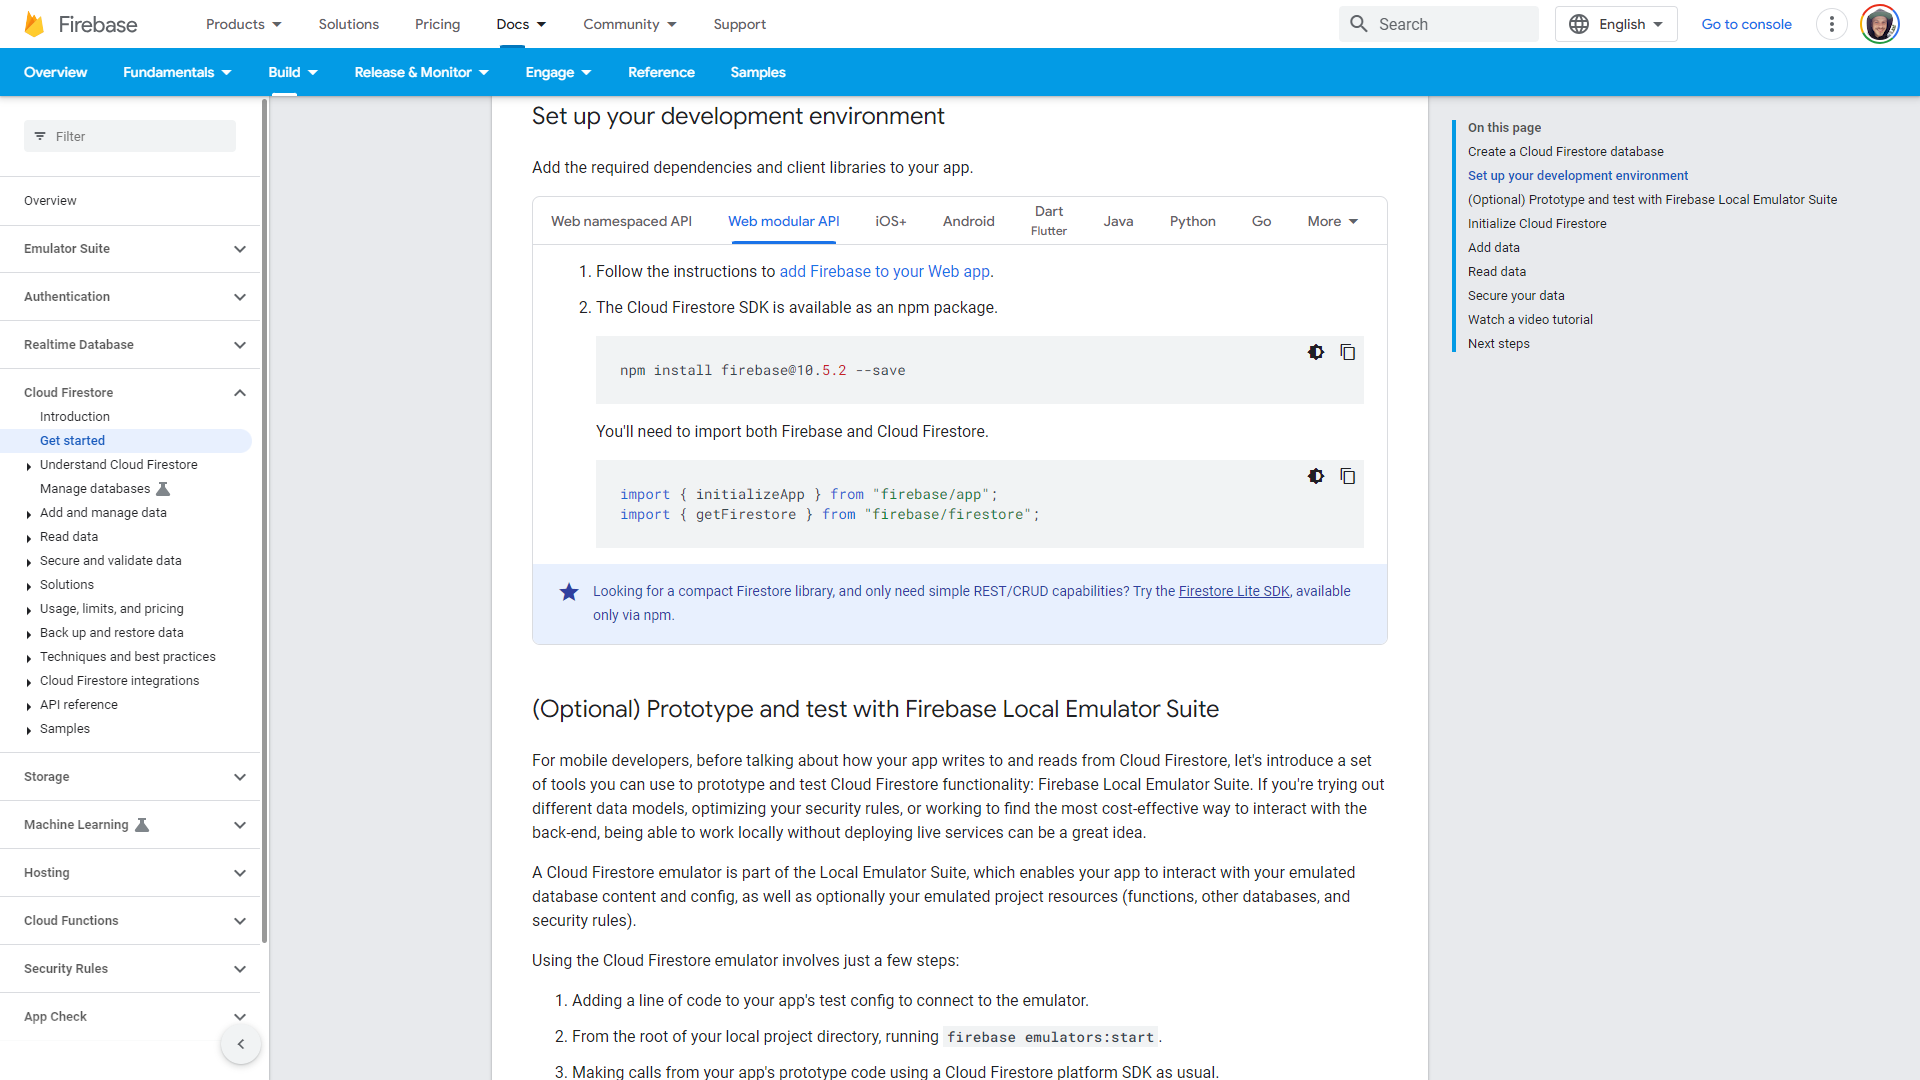 Firebase
Products
Solutions
Pricing
Docs
Community
Support
Search
English
Go to console
Overview
Fundamentals
Build
Release & Monitor
Engage
Reference
Samples
Filter
Overview
Emulator Suite
Authentication
Realtime Database
Cloud Firestore
Introduction
Get started
Understand Cloud Firestore
Manage databases
Add and manage data
Read data
Secure and validate data
Solutions
Usage, limits, and pricing
Back up and restore data
Techniques and best practices
Cloud Firestore integrations
API reference
Samples
Storage
Machine Learning
Hosting
Cloud Functions
Security Rules
App Check
Set up your development environment
Add the required dependencies and client libraries to your app.
Web namespaced API
Web modular API
iOS+
Android
Dart
Flutter
Java
Python
Go
More
1. Follow the instructions to add Firebase to your Web app.
2. The Cloud Firestore SDK is available as an npm package.
npm install firebase@10.5.2 --save
You'll need to import both Firebase and Cloud Firestore.
import { initializeApp } from "firebase/app";
import { getFirestore } from "firebase/firestore";
Looking for a compact Firestore library, and only need simple REST/CRUD capabilities? Try the Firestore Lite SDK, available
only via npm.
(Optional) Prototype and test with Firebase Local Emulator Suite
For mobile developers, before talking about how your app writes to and reads from Cloud Firestore, let's introduce a set
of tools you can use to prototype and test Cloud Firestore functionality: Firebase Local Emulator Suite. If you're trying out
different data models, optimizing your security rules, or working to find the most cost-effective way to interact with the
back-end, being able to work locally without deploying live services can be a great idea.
A Cloud Firestore emulator is part of the Local Emulator Suite, which enables your app to interact with your emulated
database content and config, as well as optionally your emulated project resources (functions, other databases, and
security rules).
Using the Cloud Firestore emulator involves just a few steps:
1. Adding a line of code to your app's test config to connect to the emulator.
2. From the root of your local project directory, running firebase emulators:start.
3. Making calls from your app's prototype code using a Cloud Firestore platform SDK as usual.
On this page
Create a Cloud Firestore database
Set up your development environment
(Optional) Prototype and test with Firebase Local Emulator Suite
Initialize Cloud Firestore
Add data
Read data
Secure your data
Watch a video tutorial
Next steps